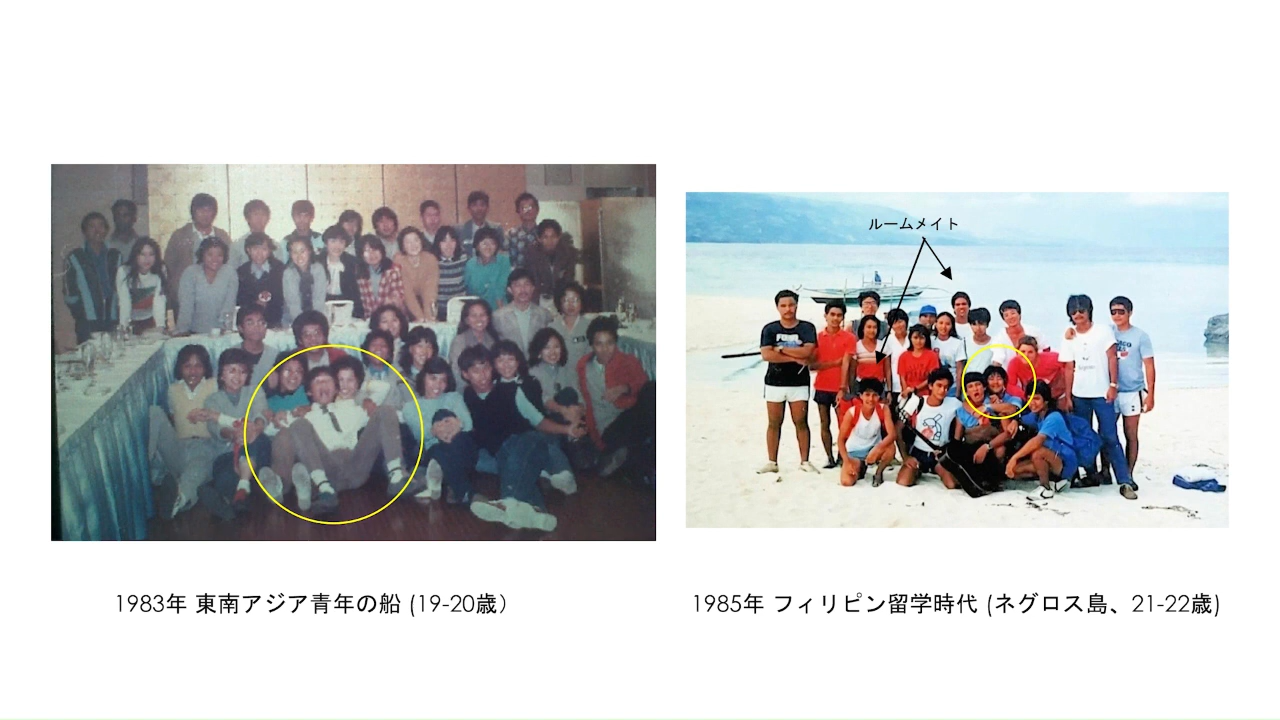 ルームメイト
1983年 東南アジア青年の船 (19-20歳）
1985年 フィリピン留学時代 (ネグロス島、21-22歳)